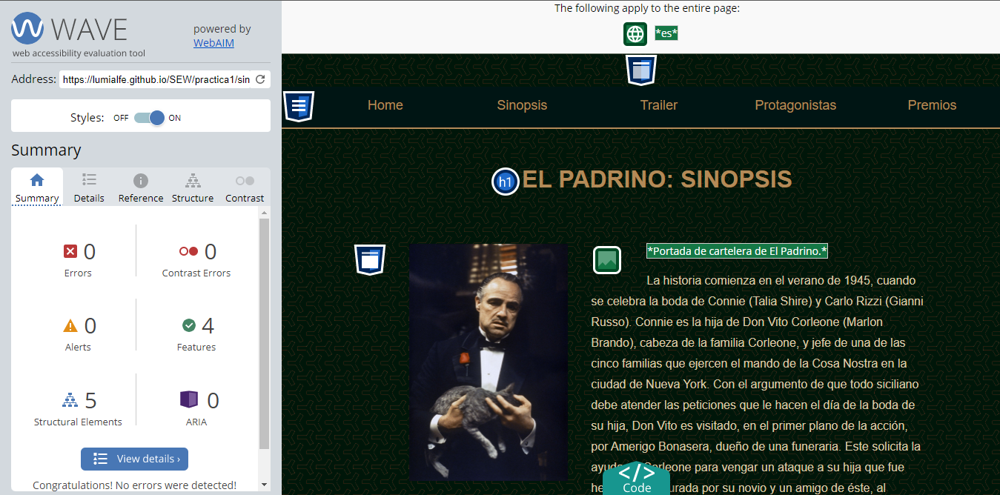 WAVE
powered by
WebAIM
web accessibility evaluation tool
Address: https://lumialfe.github.io/SEW/practica1/sin
Styles: OFF ON
Summary
Summary Details Reference Structure Contrast
0 Errors
0 Contrast Errors
0 Alerts
4 Features
5 Structural Elements
0 ARIA
View details ›
Congratulations! No errors were detected!
The following apply to the entire page:
*es*
Home Sinopsis Trailer Protagonistas Premios
h1 EL PADRINO: SINOPSIS
*Portada de cartelera de El Padrino.*
La historia comienza en el verano de 1945, cuando
se celebra la boda de Connie (Talia Shire) y Carlo Rizzi (Gianni
Russo). Connie es la hija de Don Vito Corleone (Marlon
Brando), cabeza de la familia Corleone, y jefe de una de las
cinco familias que ejercen el mando de la Cosa Nostra en la
ciudad de Nueva York. Con el argumento de que todo siciliano
debe atender las peticiones que le hacen el día de la boda de
su hija, Don Vito es visitado, en el primer plano de la acción,
por Amerigo Bonasera, dueño de una funeraria. Este solicita la
rleone para vengar un ataque a su hija que fue
urada por su novio y un amigo de éste, al
</> Code